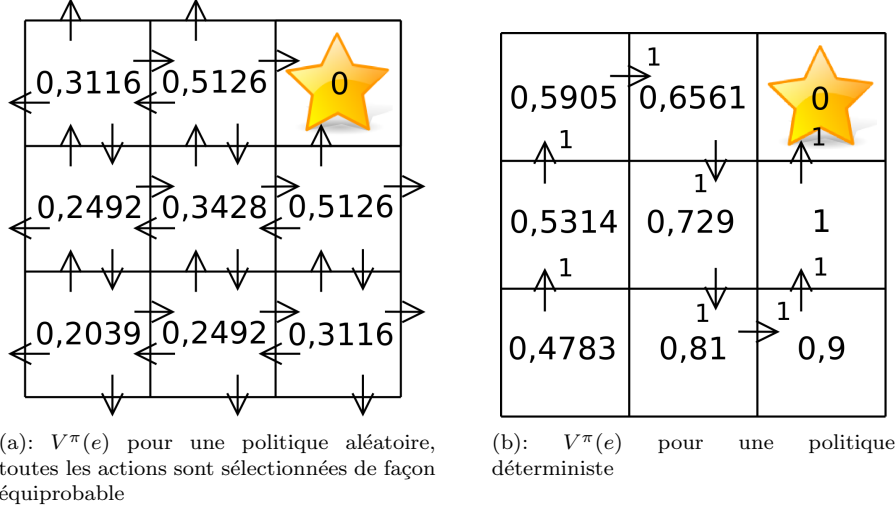 0,3116 0,5126 0
0,2492 0,3428 0,5126
0,2039 0,2492 0,3116
(a): V^π(e) pour une politique aléatoire,
toutes les actions sont sélectionnées de façon
équiprobable
1
0,5905 0,6561 0
1 1
1
0,5314 0,729 1
1 1
1 1
0,4783 0,81 0,9
(b): V^π(e) pour une politique
déterministe